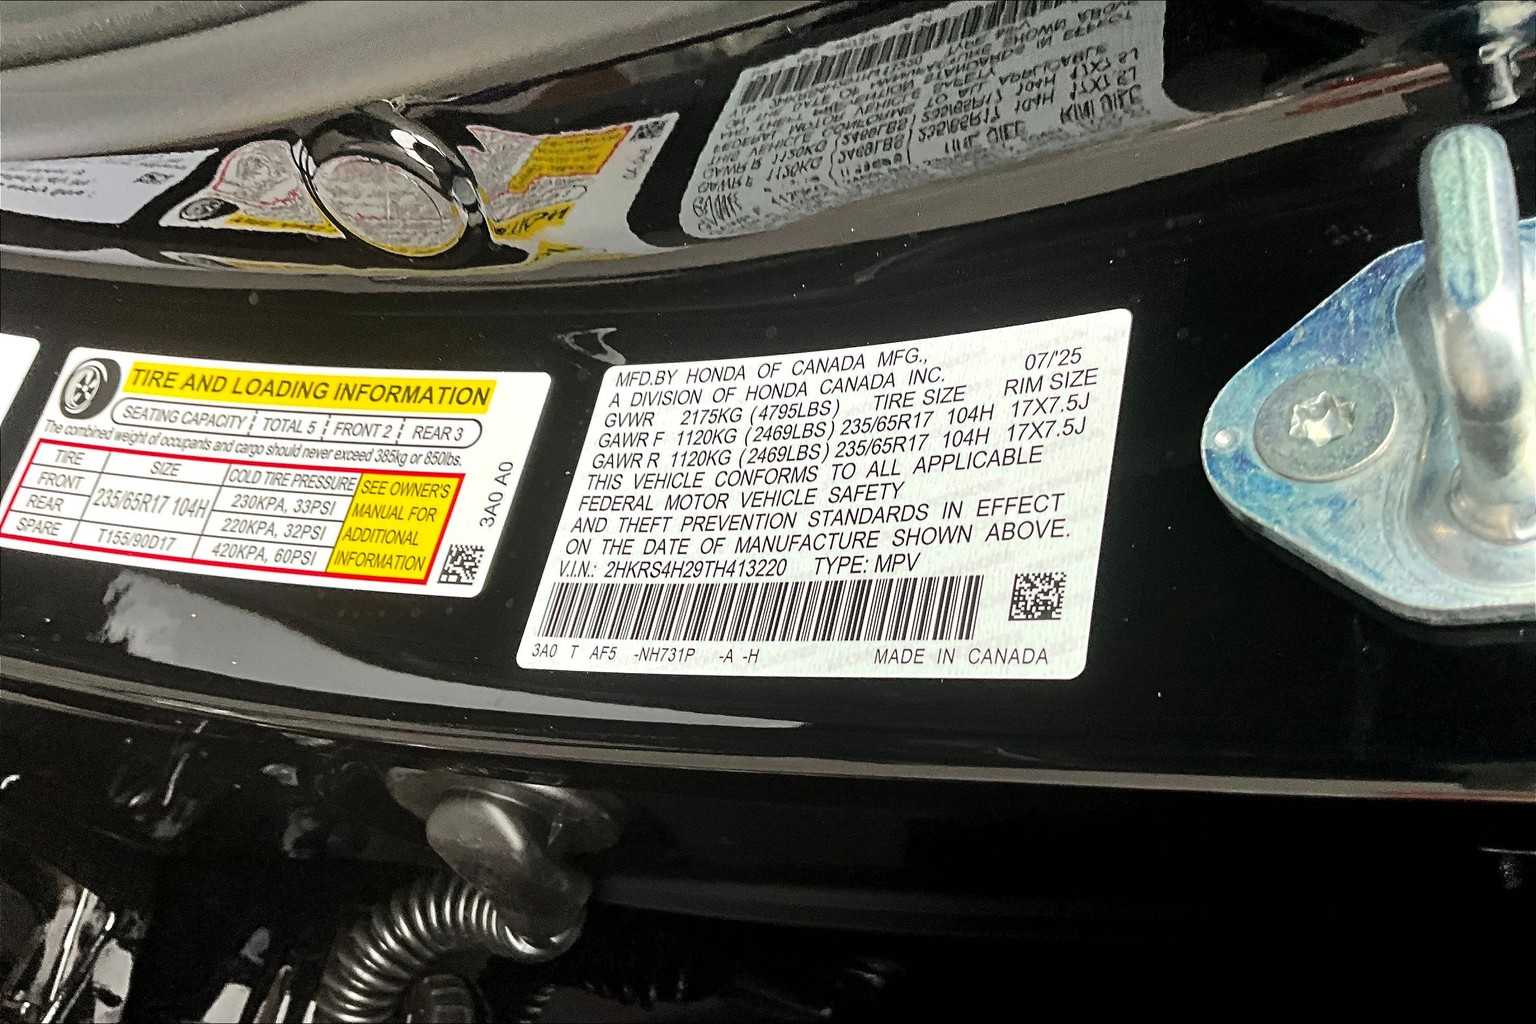 TIRE AND LOADING INFORMATION
SEATING CAPACITY TOTAL 5 FRONT 2 REAR 3
The combined weight of occupants and cargo should never exceed 385kg or 850lbs.
TIRE SIZE COLD TIRE PRESSURE SEE OWNER'S MANUAL FOR ADDITIONAL INFORMATION
FRONT 235/65R17 104H 230KPA, 33PSI
REAR 220KPA, 32PSI
SPARE T155/90D17 420KPA, 60PSI
3A0 A0
MFD.BY HONDA OF CANADA MFG., 07/'25
A DIVISION OF HONDA CANADA INC.
GVWR 2175KG (4795LBS) TIRE SIZE RIM SIZE
GAWR F 1120KG (2469LBS) 235/65R17 104H 17X7.5J
GAWR R 1120KG (2469LBS) 235/65R17 104H 17X7.5J
THIS VEHICLE CONFORMS TO ALL APPLICABLE
FEDERAL MOTOR VEHICLE SAFETY
AND THEFT PREVENTION STANDARDS IN EFFECT
ON THE DATE OF MANUFACTURE SHOWN ABOVE.
V.I.N.: 2HKRS4H29TH413220 TYPE: MPV
3A0 T AF5 -NH731P -A -H MADE IN CANADA